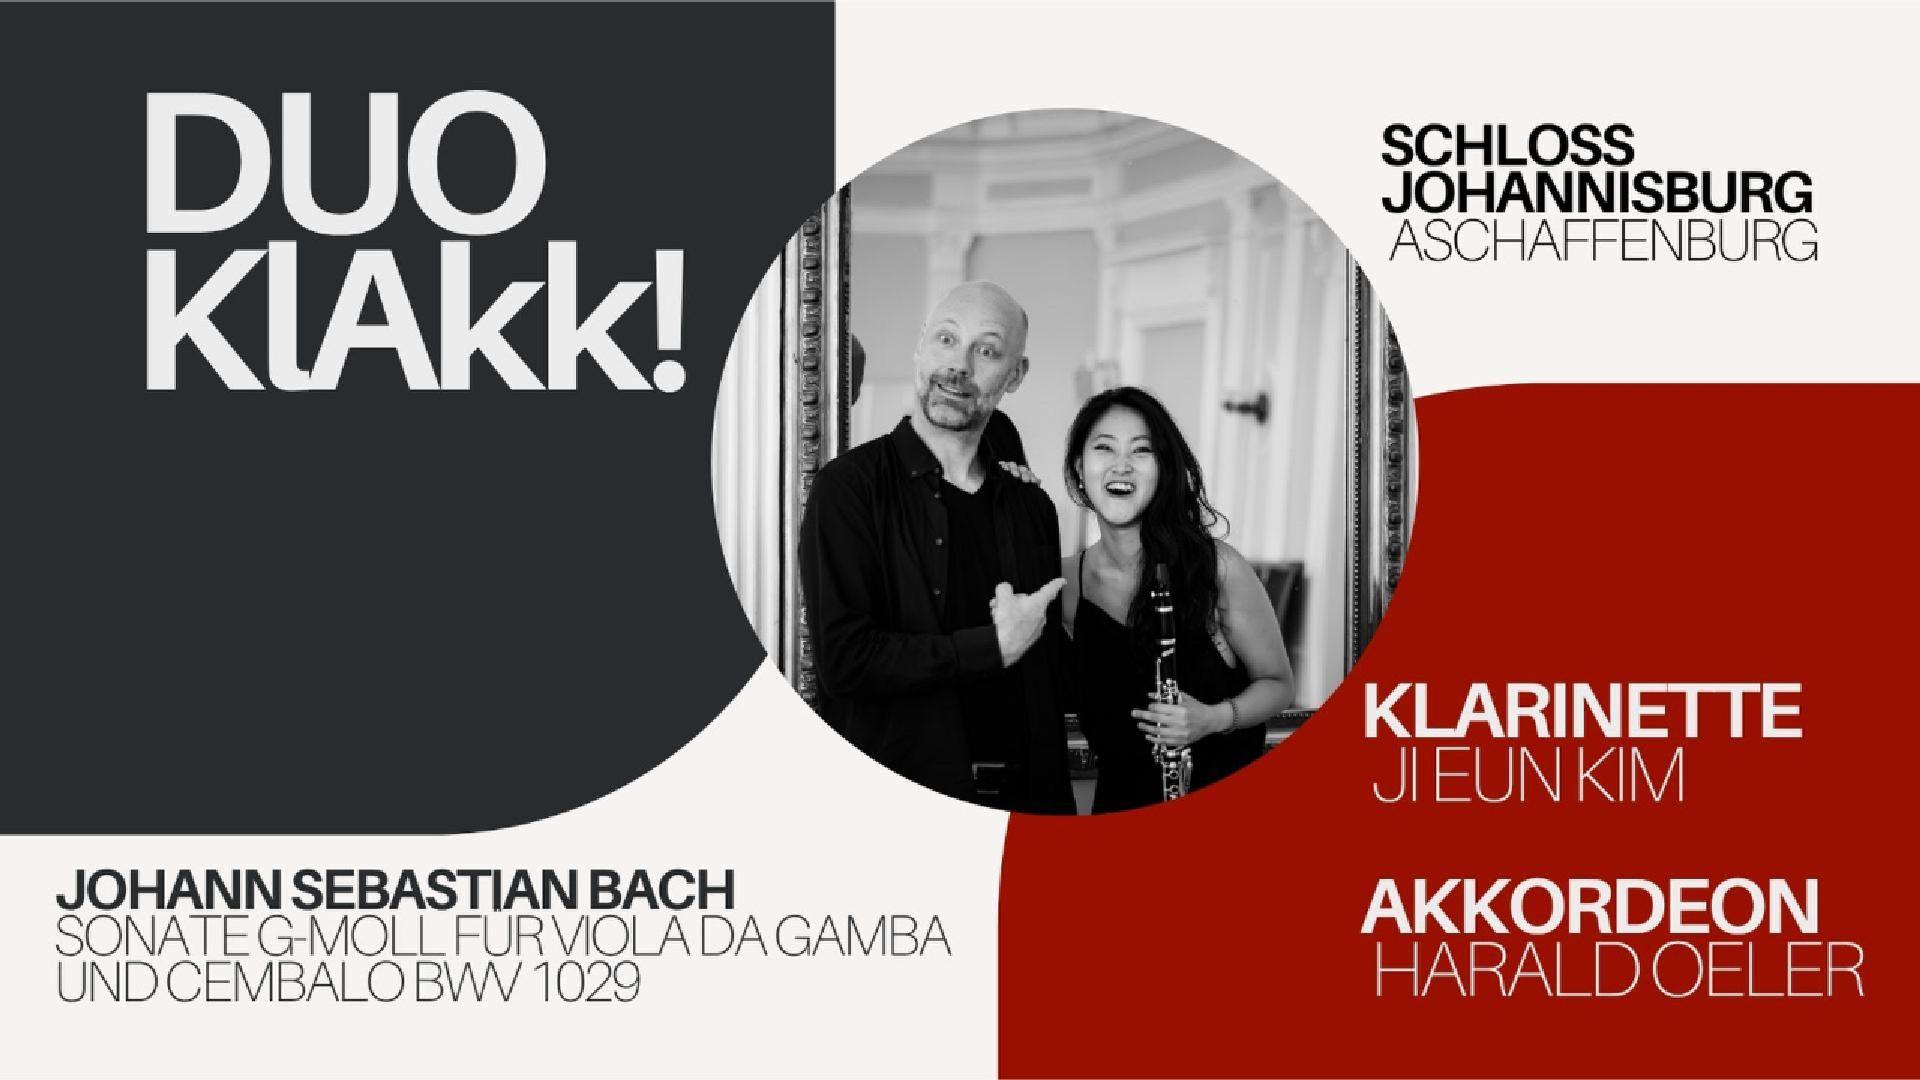 DUO
KlAkk!
SCHLOSS
JOHANNISBURG
ASCHAFFENBURG
KLARINETTE
JI EUN KIM
AKKORDEON
HARALD OELER
JOHANN SEBASTIAN BACH
SONATE G-MOLL FÜR VIOLA DA GAMBA
UND CEMBALO BWV 1029